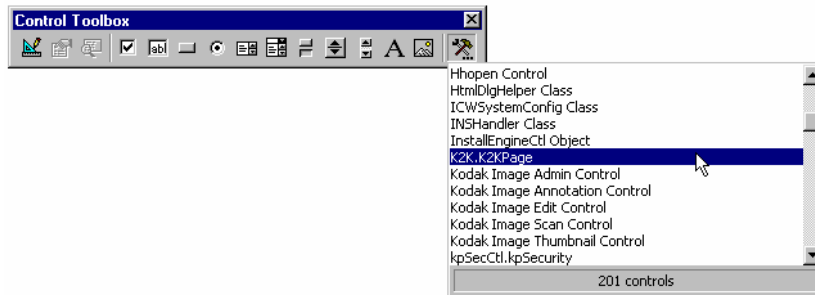 Control Toolbox
abl
A
Hhopen Control
HtmlDlgHelper Class
ICWSystemConfig Class
INSHandler Class
InstallEngineCtl Object
K2K.K2KPage
Kodak Image Admin Control
Kodak Image Annotation Control
Kodak Image Edit Control
Kodak Image Scan Control
Kodak Image Thumbnail Control
kpSecCtl.kpSecurity
201 controls